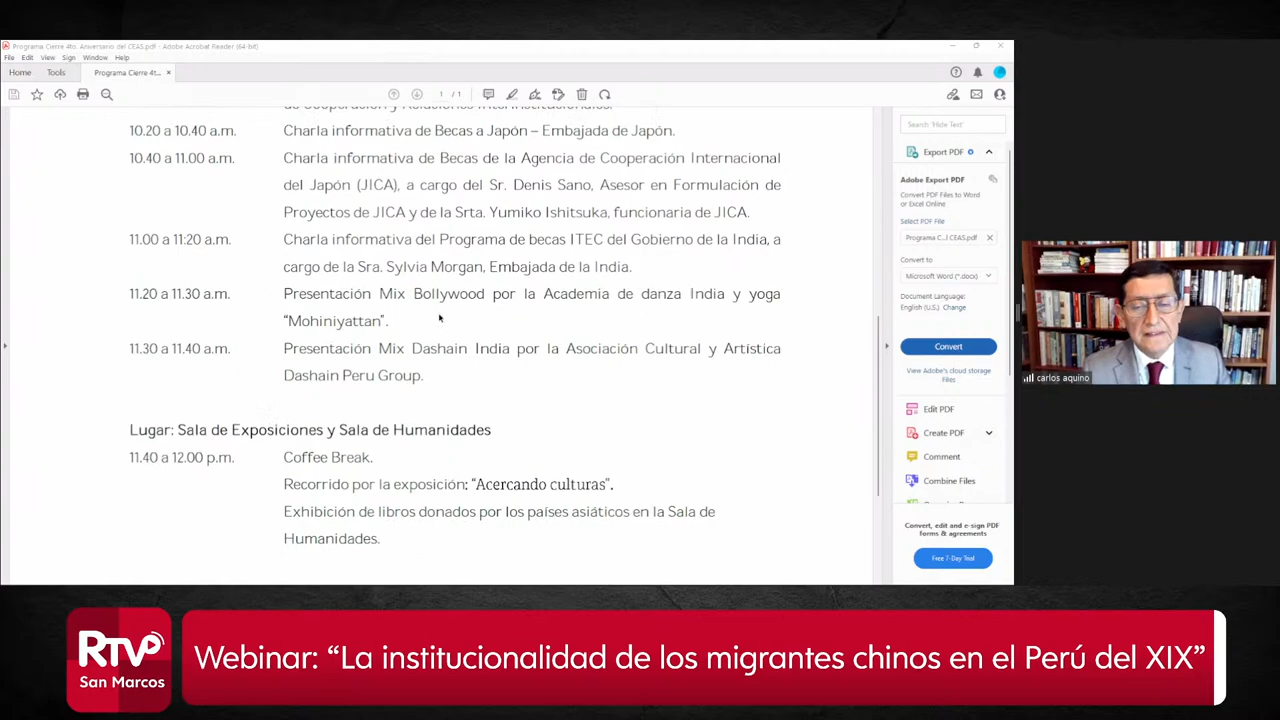 Programa Cierre 4to. Aniversario del CEAS.pdf - Adobe Acrobat Reader (64-bit)
File Edit View Sign Window Help
Home Tools Programa Cierre 4t... ×
1 / 1
de Cooperación y Relaciones Interinstitucionales.
10.20 a 10.40 a.m. Charla informativa de Becas a Japón – Embajada de Japón.
10.40 a 11.00 a.m. Charla informativa de Becas de la Agencia de Cooperación Internacional
del Japón (JICA), a cargo del Sr. Denis Sano, Asesor en Formulación de
Proyectos de JICA y de la Srta. Yumiko Ishitsuka, funcionaria de JICA.
11.00 a 11:20 a.m. Charla informativa del Programa de becas ITEC del Gobierno de la India, a
cargo de la Sra. Sylvia Morgan, Embajada de la India.
11.20 a 11.30 a.m. Presentación Mix Bollywood por la Academia de danza India y yoga
“Mohiniyattan”.
11.30 a 11.40 a.m. Presentación Mix Dashain India por la Asociación Cultural y Artística
Dashain Peru Group.
Lugar: Sala de Exposiciones y Sala de Humanidades
11.40 a 12.00 p.m. Coffee Break.
Recorrido por la exposición: “Acercando culturas”.
Exhibición de libros donados por los países asiáticos en la Sala de
Humanidades.
Search 'Hide Text'
Export PDF
Adobe Export PDF
Convert PDF Files to Word
or Excel Online
Select PDF File
Programa C...l CEAS.pdf ×
Convert to
Microsoft Word (*.docx)
Document Language:
English (U.S.) Change
Convert
View Adobe's cloud storage
Files
Edit PDF
Create PDF
Comment
Combine Files
Convert, edit and e-sign PDF
forms & agreements
Free 7-Day Trial
carlos aquino
RTV
San Marcos
Webinar: “La institucionalidad de los migrantes chinos en el Perú del XIX”